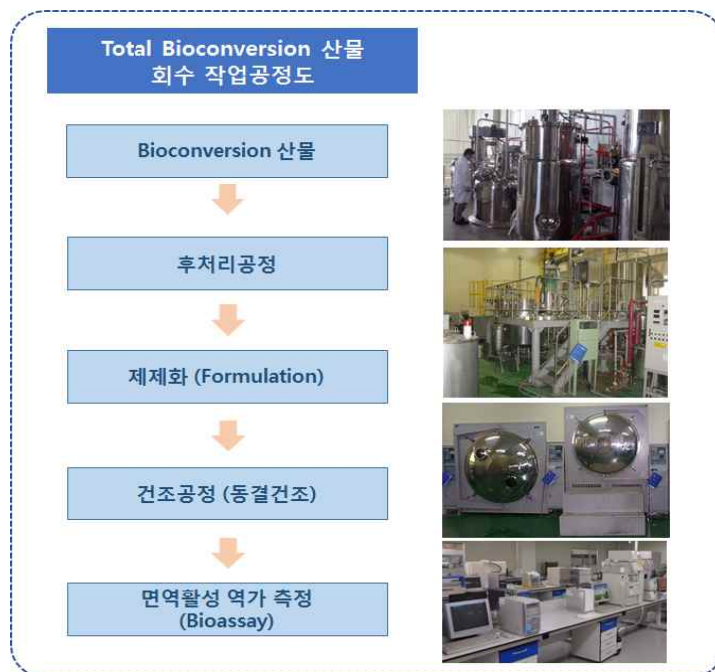 Total Bioconversion 산물
회수 작업공정도
Bioconversion 산물
후처리공정
제제화 (Formulation)
건조공정 (동결건조)
면역활성 역가 측정
(Bioassay)